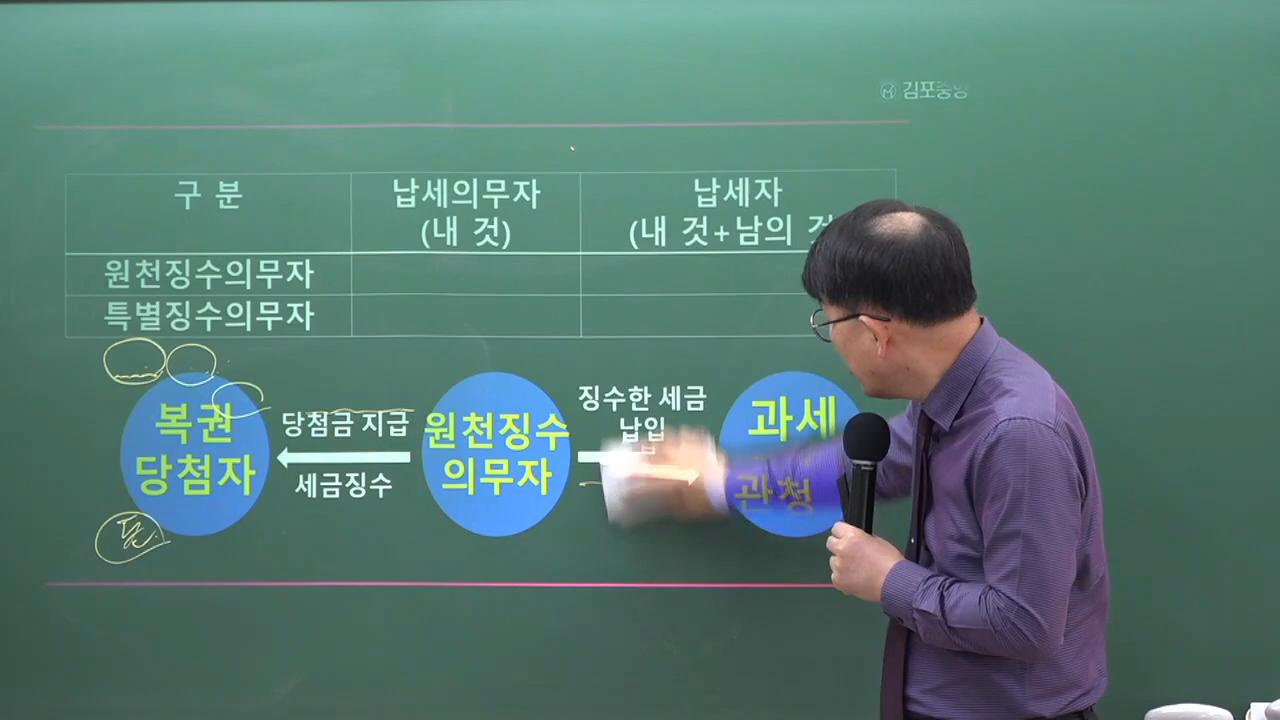 김포중앙
구 분
납세의무자
(내 것)
납세자
(내 것+남의 것
원천징수의무자
특별징수의무자
복권
당첨자
당첨금 지급
세금징수
원천징수
의무자
징수한 세금
납입
과세
관청